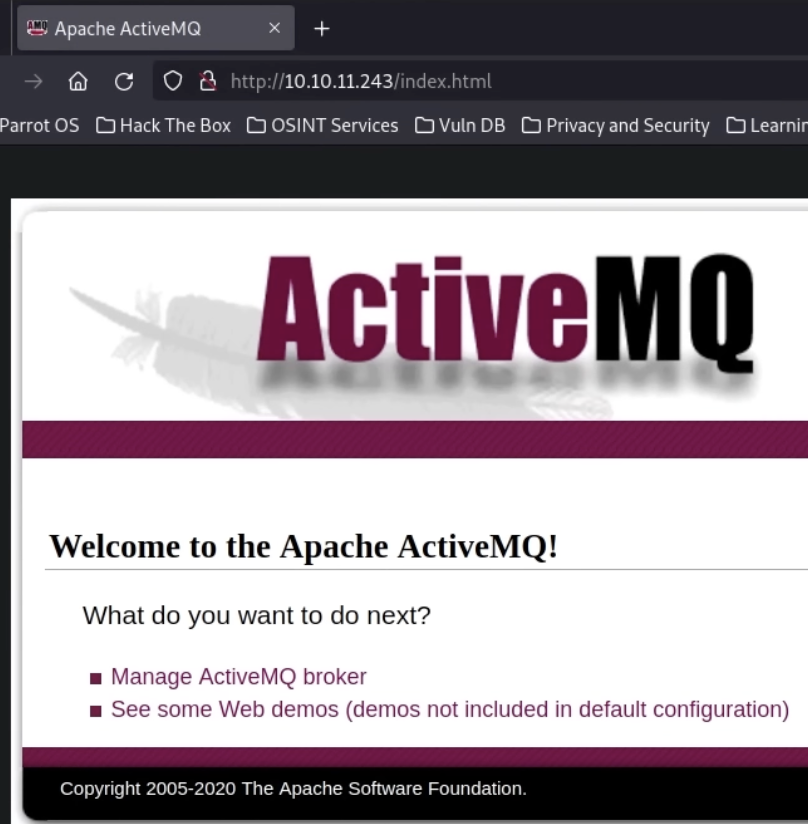 AMQ Apache ActiveMQ
http://10.10.11.243/index.html
Parrot OS Hack The Box OSINT Services Vuln DB Privacy and Security Learnin
ActiveMQ
Welcome to the Apache ActiveMQ!
What do you want to do next?
Manage ActiveMQ broker
See some Web demos (demos not included in default configuration)
Copyright 2005-2020 The Apache Software Foundation.